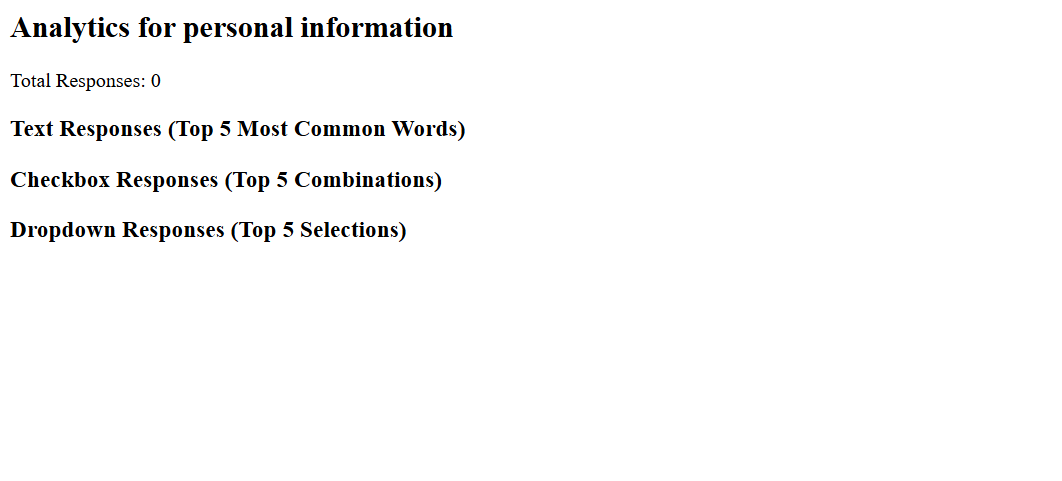 Analytics for personal information
Total Responses: 0
Text Responses (Top 5 Most Common Words)
Checkbox Responses (Top 5 Combinations)
Dropdown Responses (Top 5 Selections)